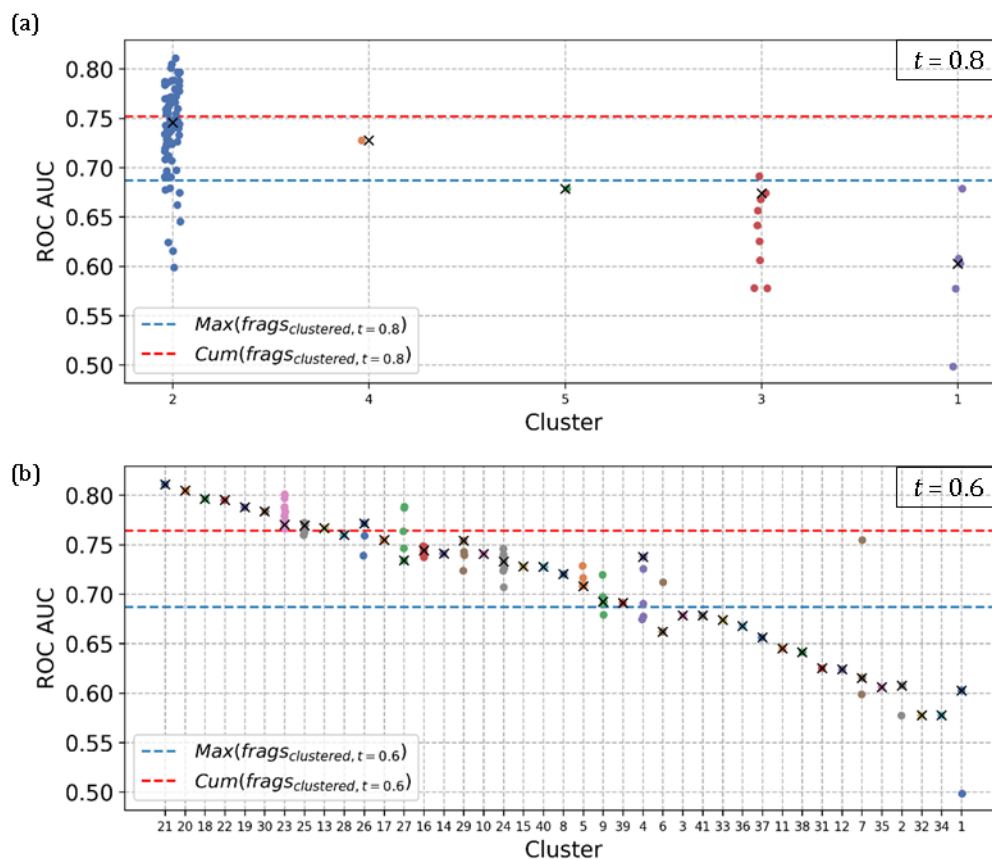 (a)
t = 0.8
0.80
0.75
0.70
0.65
0.60
0.55
0.50
ROC AUC
Max(frags_clustered, t = 0.8)
Cum(frags_clustered, t = 0.8)
2 4 5 3 1
Cluster
(b)
t = 0.6
0.80
0.75
0.70
0.65
0.60
0.55
0.50
ROC AUC
Max(frags_clustered, t = 0.6)
Cum(frags_clustered, t = 0.6)
21 20 18 22 19 30 23 25 13 28 26 17 27 16 14 29 10 24 15 40 8 5 9 39 4 6 3 41 33 36 37 11 38 31 12 7 35 2 32 34 1
Cluster